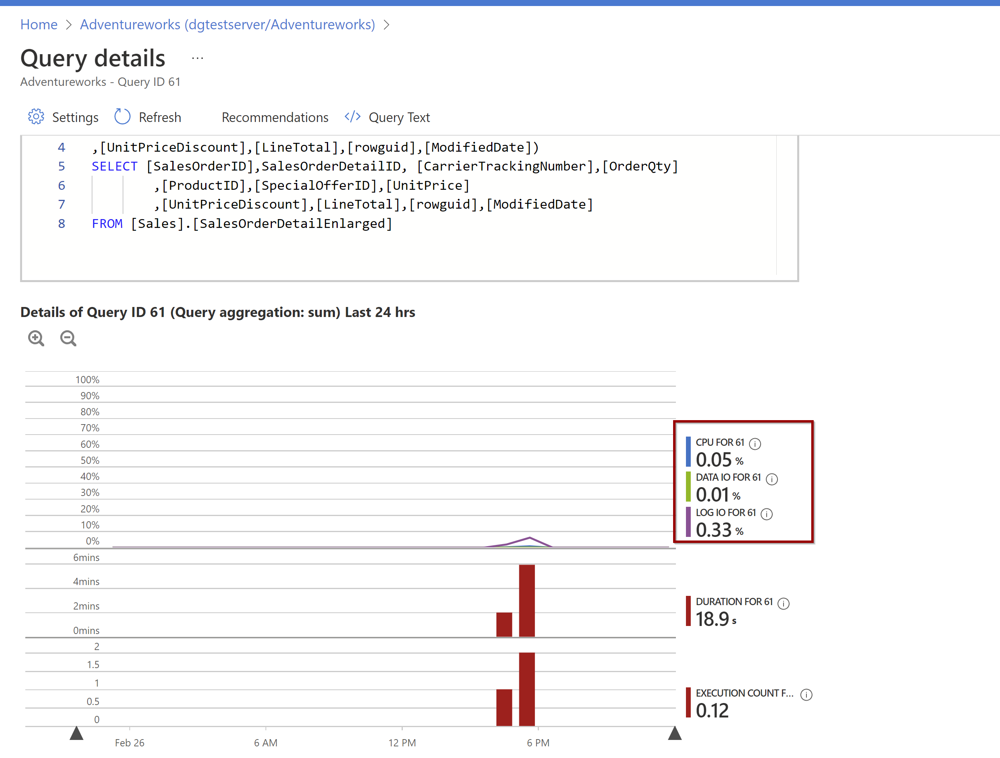 Home > Adventureworks (dgtestserver/Adventureworks) >
Query details ...
Adventureworks - Query ID 61
Settings Refresh Recommendations </> Query Text
4 ,[UnitPriceDiscount],[LineTotal],[rowguid],[ModifiedDate])
5 SELECT [SalesOrderID],SalesOrderDetailID, [CarrierTrackingNumber],[OrderQty]
6 ,[ProductID],[SpecialOfferID],[UnitPrice]
7 ,[UnitPriceDiscount],[LineTotal],[rowguid],[ModifiedDate]
8 FROM [Sales].[SalesOrderDetailEnlarged]
Details of Query ID 61 (Query aggregation: sum) Last 24 hrs
100%
90%
80%
70%
60%
50%
40%
30%
20%
10%
0%
CPU FOR 61
0.05 %
DATA IO FOR 61
0.01 %
LOG IO FOR 61
0.33 %
6mins
4mins
2mins
0mins
DURATION FOR 61
18.9 s
2
1.5
1
0.5
0
EXECUTION COUNT F...
0.12
Feb 26 6 AM 12 PM 6 PM